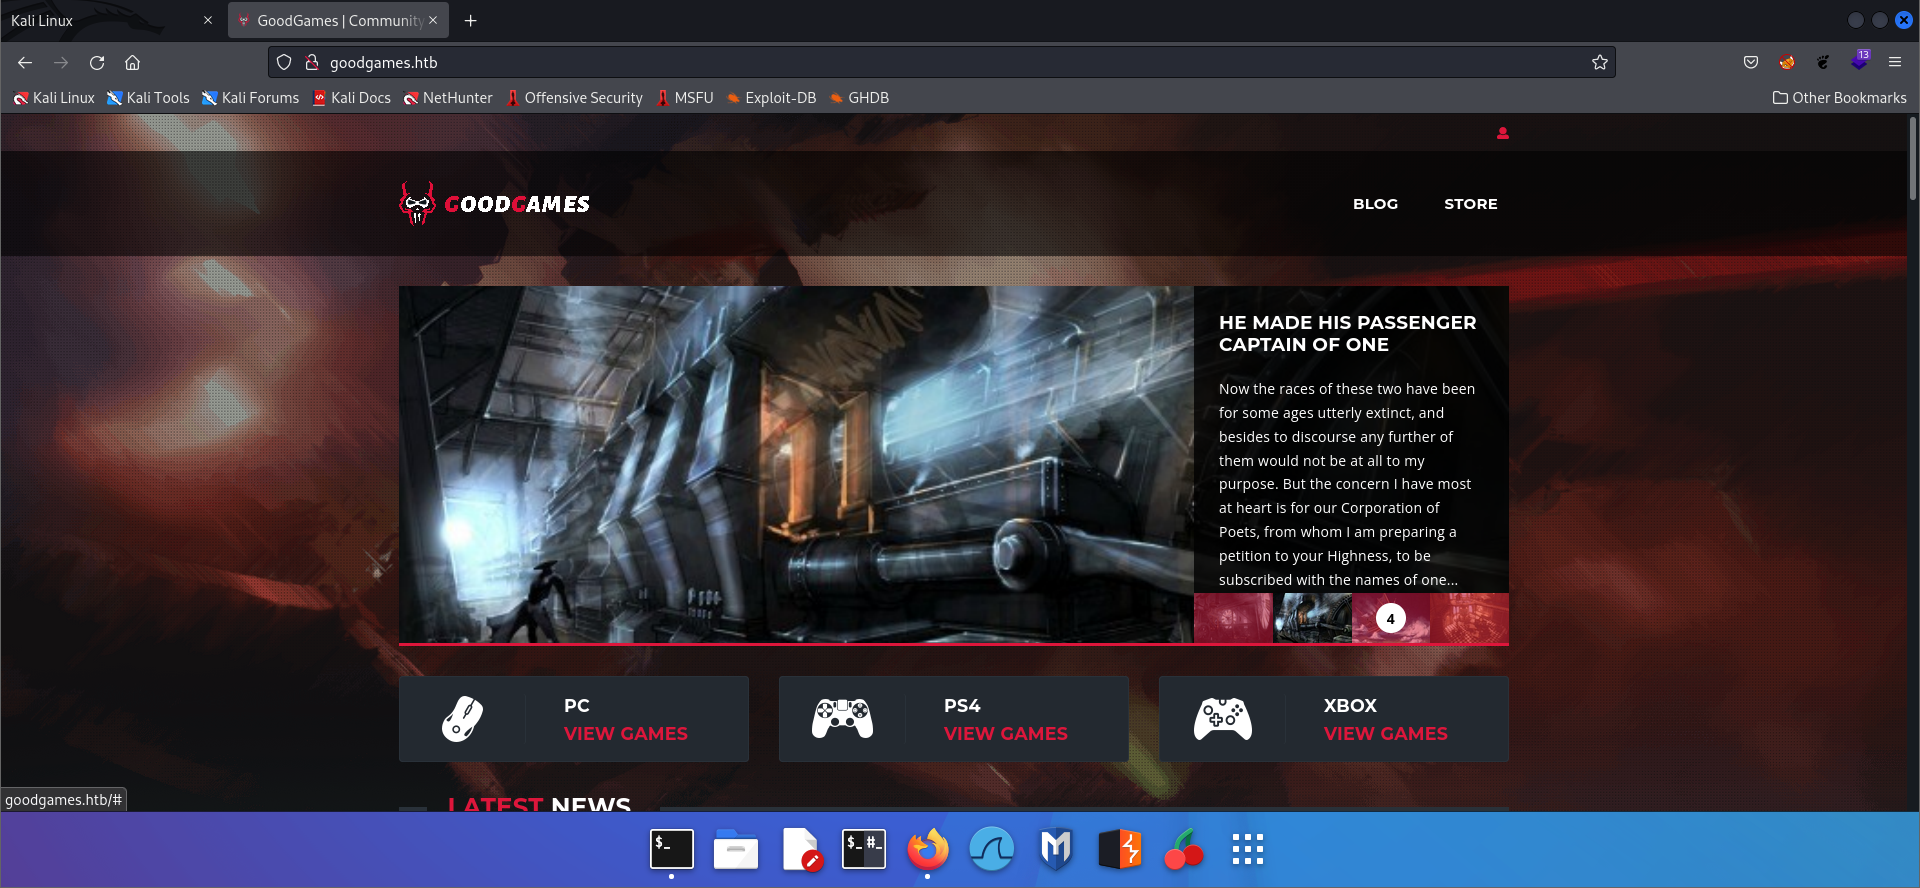 Kali Linux
GoodGames | Community
goodgames.htb
13
Kali Linux Kali Tools Kali Forums Kali Docs NetHunter Offensive Security MSFU Exploit-DB GHDB Other Bookmarks
GOODGAMES
BLOG STORE
HE MADE HIS PASSENGER
CAPTAIN OF ONE
Now the races of these two have been
for some ages utterly extinct, and
besides to discourse any further of
them would not be at all to my
purpose. But the concern I have most
at heart is for our Corporation of
Poets, from whom I am preparing a
petition to your Highness, to be
subscribed with the names of one...
4
PC
VIEW GAMES
PS4
VIEW GAMES
XBOX
VIEW GAMES
LATEST NEWS
goodgames.htb/#
$_
$_ #_